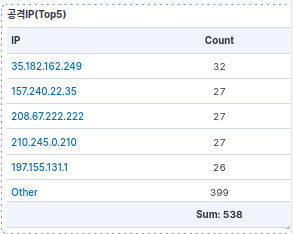 공격IP(Top5)
IP Count
35.182.162.249 32
157.240.22.35 27
208.67.222.222 27
210.245.0.210 27
197.155.131.1 26
Other 399
Sum: 538